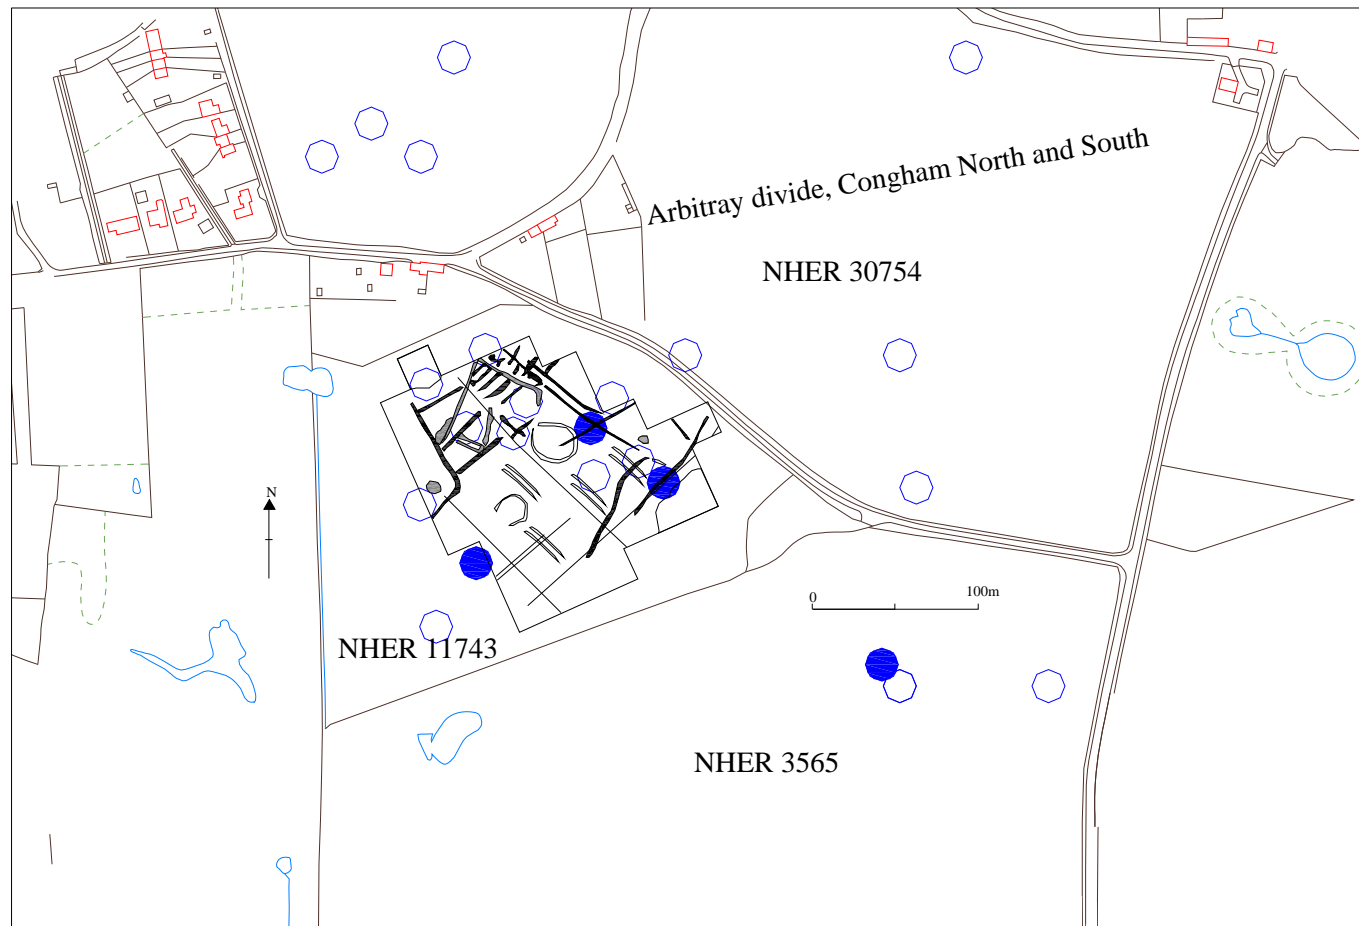 Arbitray divide, Congham North and South
NHER 30754
N
0 100m
NHER 11743
NHER 3565